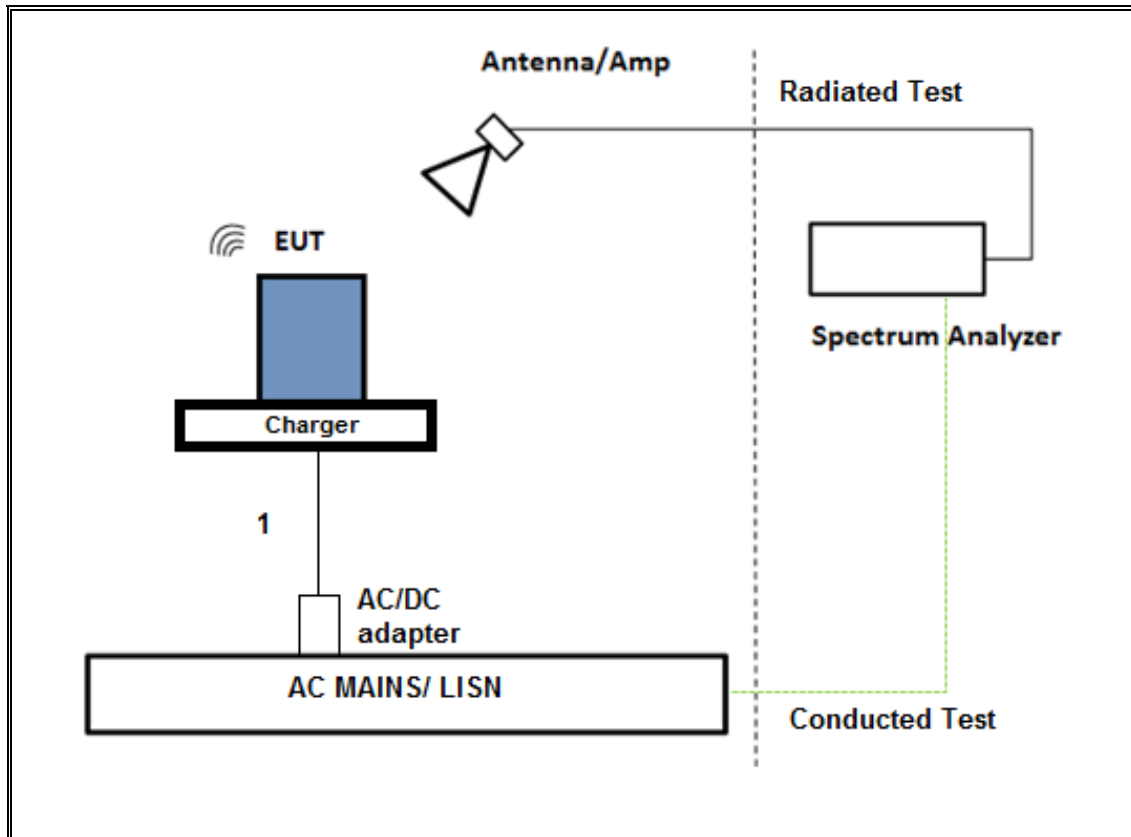 Antenna/Amp
Radiated Test
EUT
Spectrum Analyzer
Charger
1
AC/DC
adapter
AC MAINS/ LISN
Conducted Test